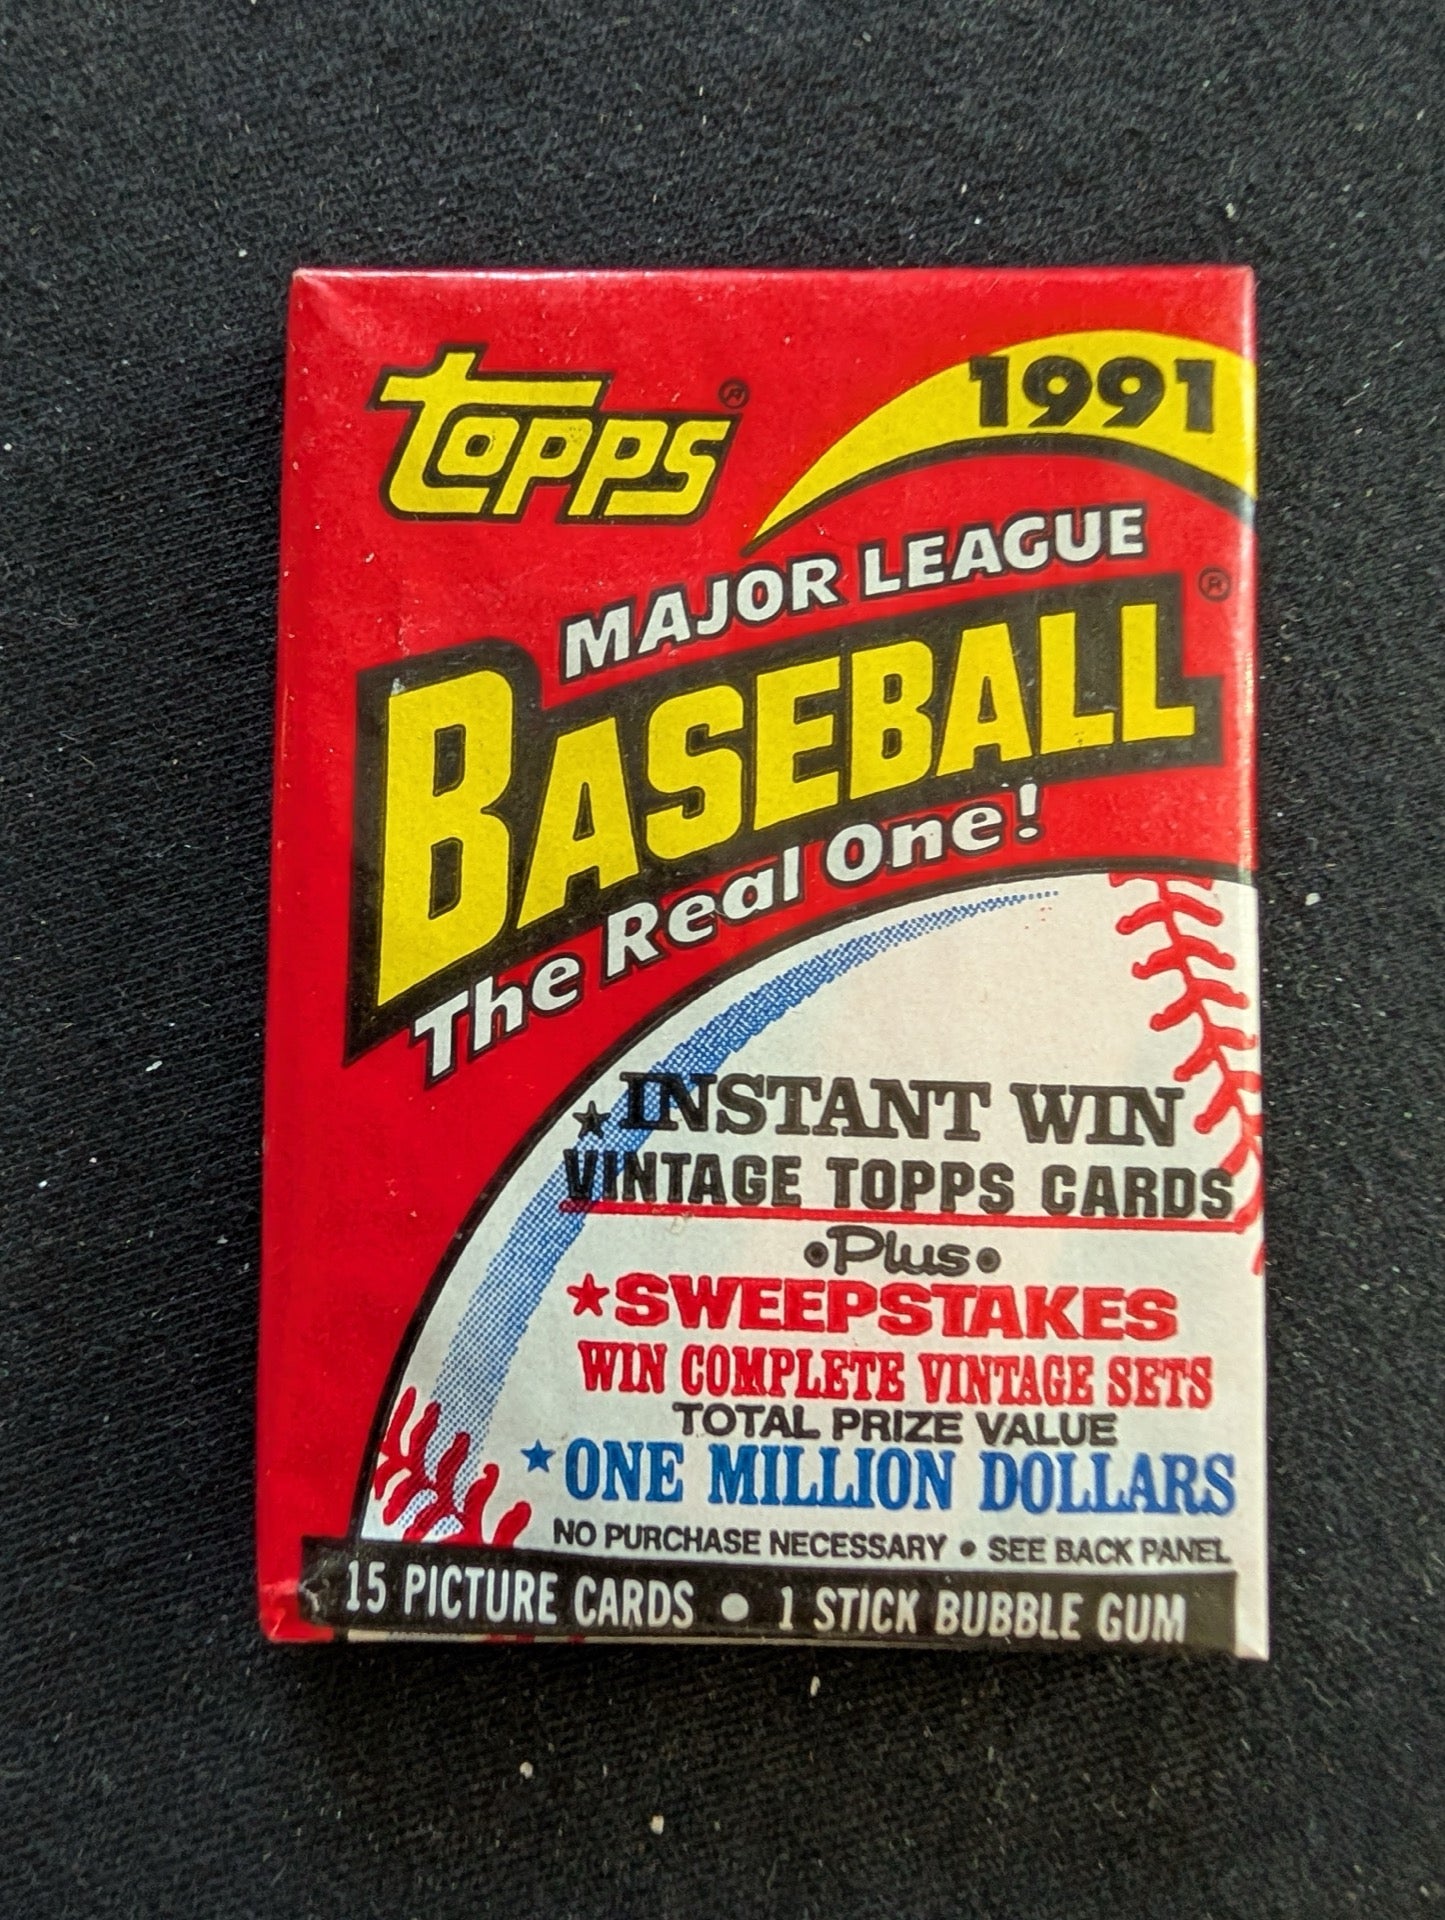 topps®
1991
MAJOR LEAGUE
BASEBALL®
The Real One!
★INSTANT WIN
VINTAGE TOPPS CARDS
•Plus•
★SWEEPSTAKES
WIN COMPLETE VINTAGE SETS
TOTAL PRIZE VALUE
★ONE MILLION DOLLARS
NO PURCHASE NECESSARY • SEE BACK PANEL
15 PICTURE CARDS • 1 STICK BUBBLE GUM